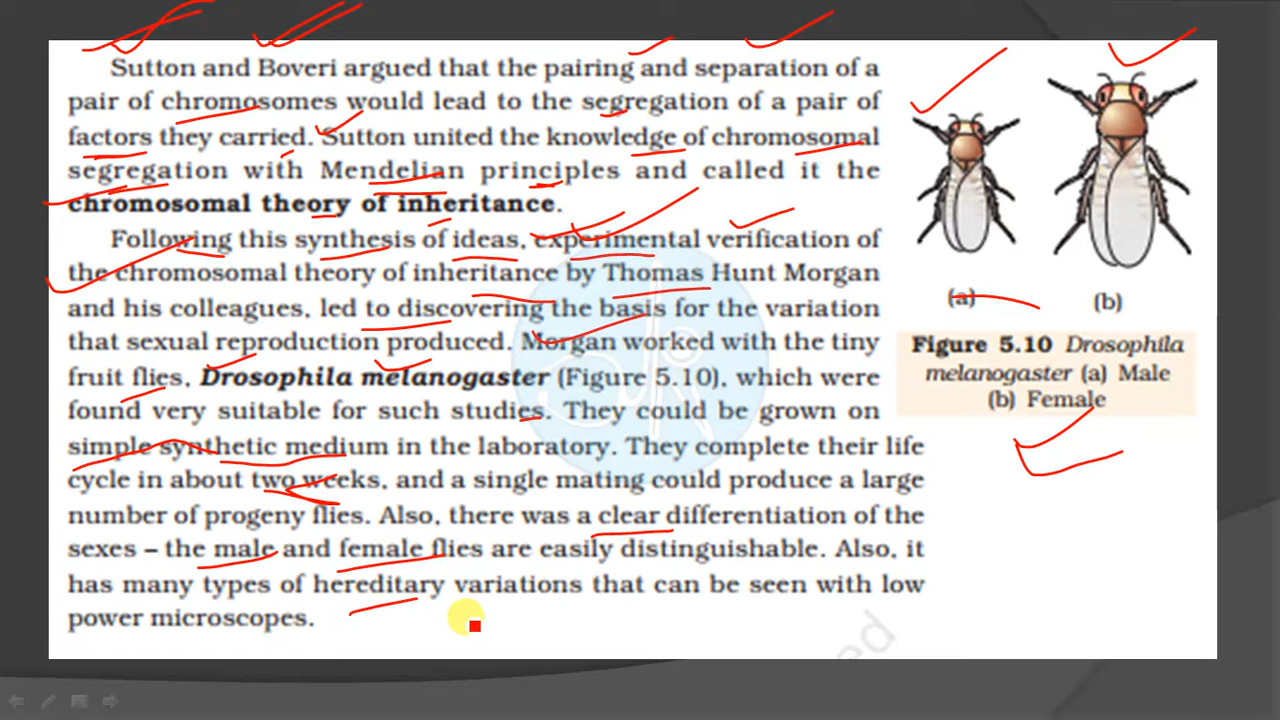 Sutton and Boveri argued that the pairing and separation of a
pair of chromosomes would lead to the segregation of a pair of
factors they carried. Sutton united the knowledge of chromosomal
segregation with Mendelian principles and called it the
chromosomal theory of inheritance.
Following this synthesis of ideas, experimental verification of
the chromosomal theory of inheritance by Thomas Hunt Morgan
and his colleagues, led to discovering the basis for the variation
that sexual reproduction produced. Morgan worked with the tiny
fruit flies, Drosophila melanogaster (Figure 5.10), which were
found very suitable for such studies. They could be grown on
simple synthetic medium in the laboratory. They complete their life
cycle in about two weeks, and a single mating could produce a large
number of progeny flies. Also, there was a clear differentiation of the
sexes – the male and female flies are easily distinguishable. Also, it
has many types of hereditary variations that can be seen with low
power microscopes.
(a) (b)
Figure 5.10 Drosophila
melanogaster (a) Male
(b) Female
ed